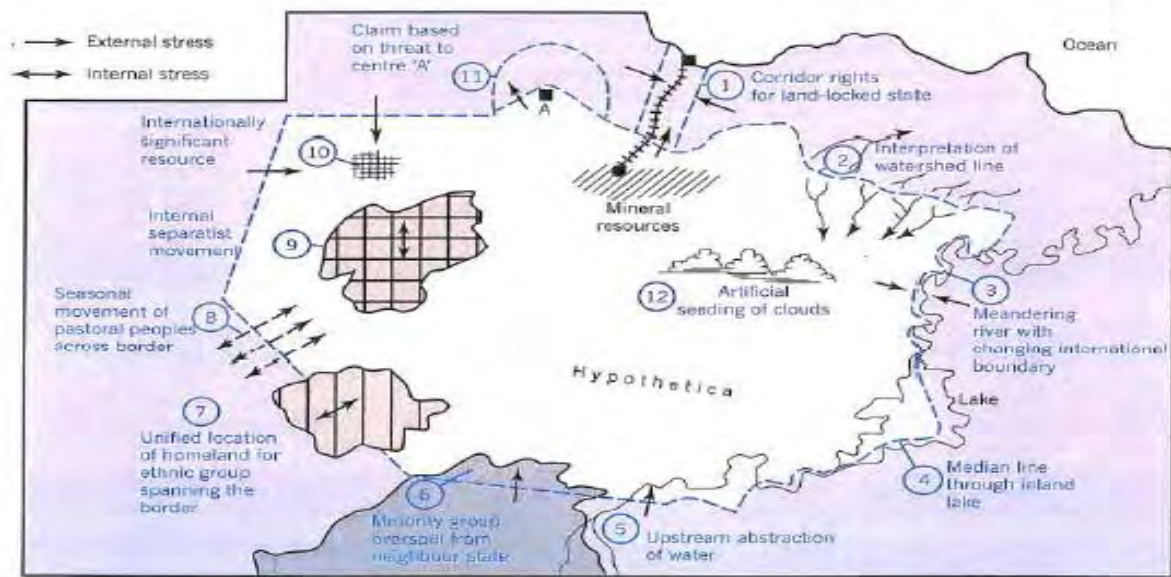 External stress
Internal stress
Claim based
on threat to
centre 'A'
11
A
1
Corridor rights
for land-locked state
Ocean
Internationally
significant
resource
10
2
Interpretation of
watershed line
Mineral
resources
Internal
separatist
movement
9
12
Artificial
seeding of clouds
3
Meandering
river with
changing international
boundary
Seasonal
movement of
pastoral peoples
across border
8
Hypothetica
Lake
7
Unified location
of homeland for
ethnic group
spanning the
border
6
Minority group
overspill from
neighbour state
5
Upstream abstraction
of water
4
Median line
through inland
lake